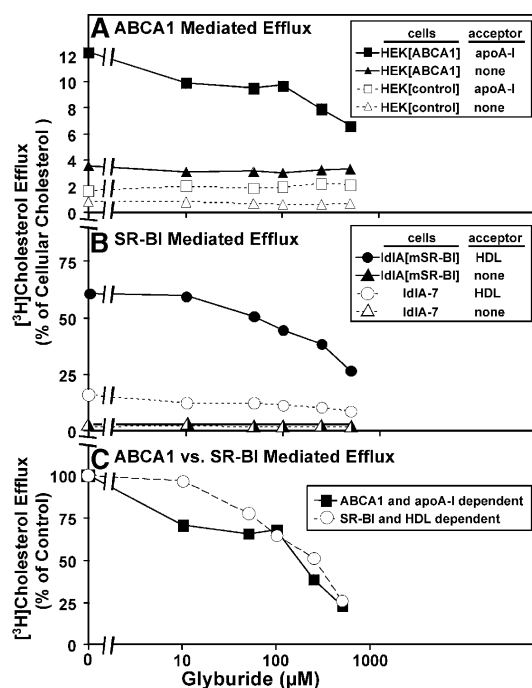 A ABCA1 Mediated Efflux
cells acceptor
HEK[ABCA1] apoA-I
HEK[ABCA1] none
HEK[control] apoA-I
HEK[control] none
12
10
8
6
4
2
0
[³H]Cholesterol Efflux
(% of Cellular Cholesterol)
B SR-BI Mediated Efflux
cells acceptor
ldlA[mSR-BI] HDL
ldlA[mSR-BI] none
ldlA-7 HDL
ldlA-7 none
75
50
25
0
C ABCA1 vs. SR-BI Mediated Efflux
ABCA1 and apoA-I dependent
SR-BI and HDL dependent
100
75
50
25
0
[³H]Cholesterol Efflux
(% of Control)
0 10 100 1000
Glyburide (µM)